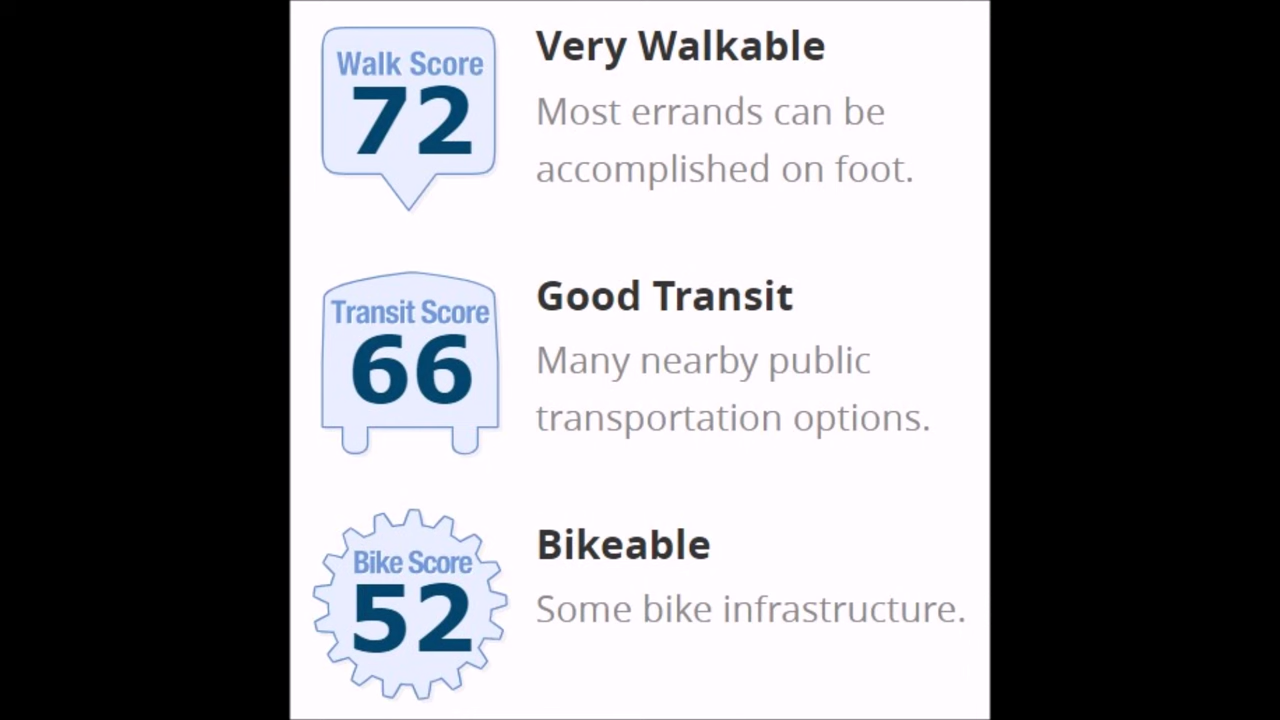 Walk Score
72
Very Walkable
Most errands can be
accomplished on foot.
Transit Score
66
Good Transit
Many nearby public
transportation options.
Bike Score
52
Bikeable
Some bike infrastructure.